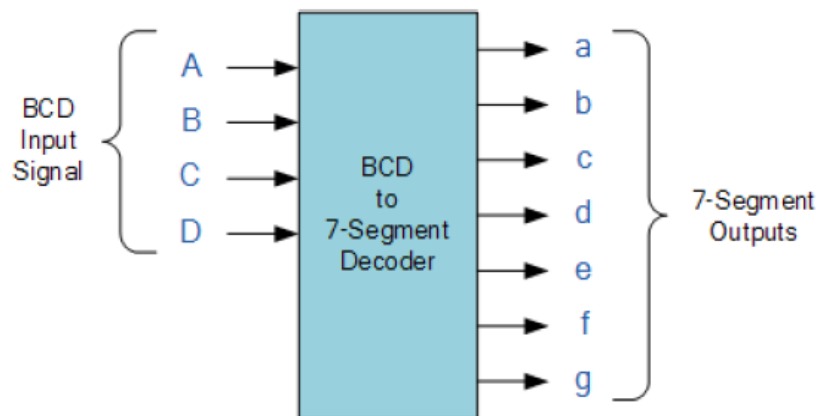 BCD
Input
Signal
A
B
C
D
BCD
to
7-Segment
Decoder
a
b
c
d
e
f
g
7-Segment
Outputs